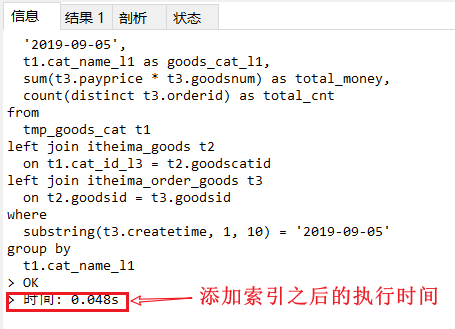 信息 结果 1 剖析 状态
'2019-09-05',
t1.cat_name_l1 as goods_cat_l1,
sum(t3.payprice * t3.goodsnum) as total_money,
count(distinct t3.orderid) as total_cnt
from
tmp_goods_cat t1
left join itheima_goods t2
on t1.cat_id_l3 = t2.goodscatid
left join itheima_order_goods t3
on t2.goodsid = t3.goodsid
where
substring(t3.createtime, 1, 10) = '2019-09-05'
group by
t1.cat_name_l1
> OK
> 时间: 0.048s 添加索引之后的执行时间